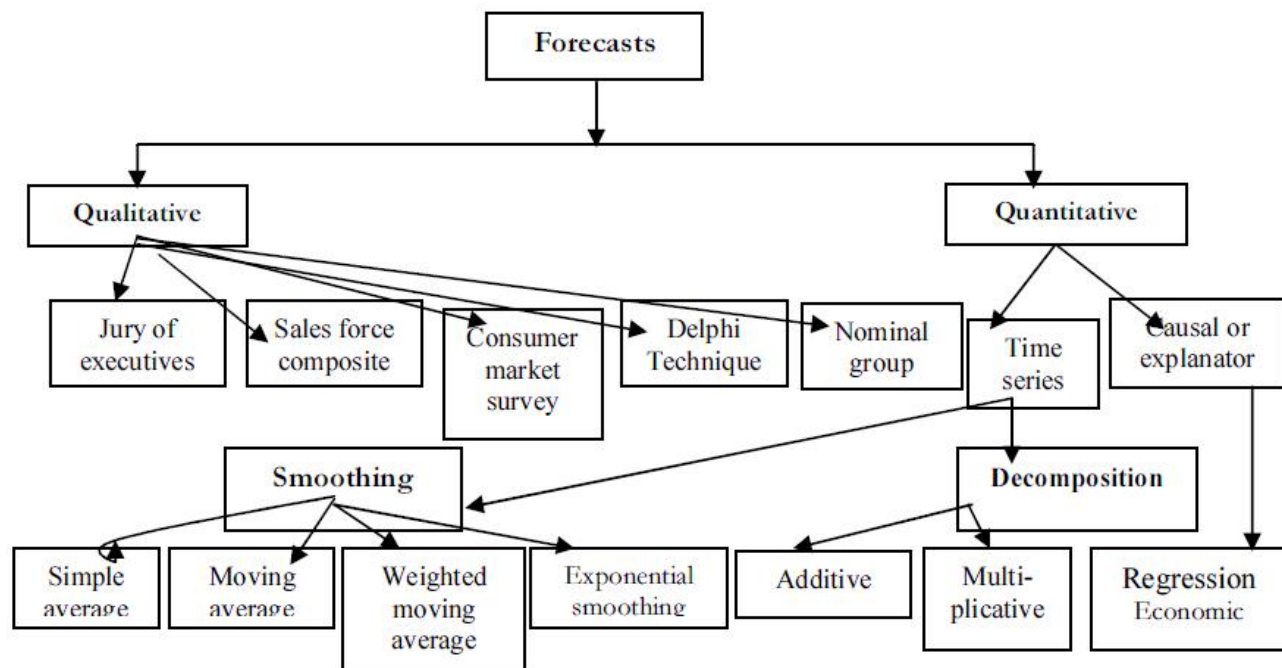 Forecasts
Qualitative
Quantitative
Jury of
executives
Sales force
composite
Consumer
market
survey
Delphi
Technique
Nominal
group
Time
series
Causal or
explanator
Smoothing
Decomposition
Simple
average
Moving
average
Weighted
moving
average
Exponential
smoothing
Additive
Multi-
plicative
Regression
Economic